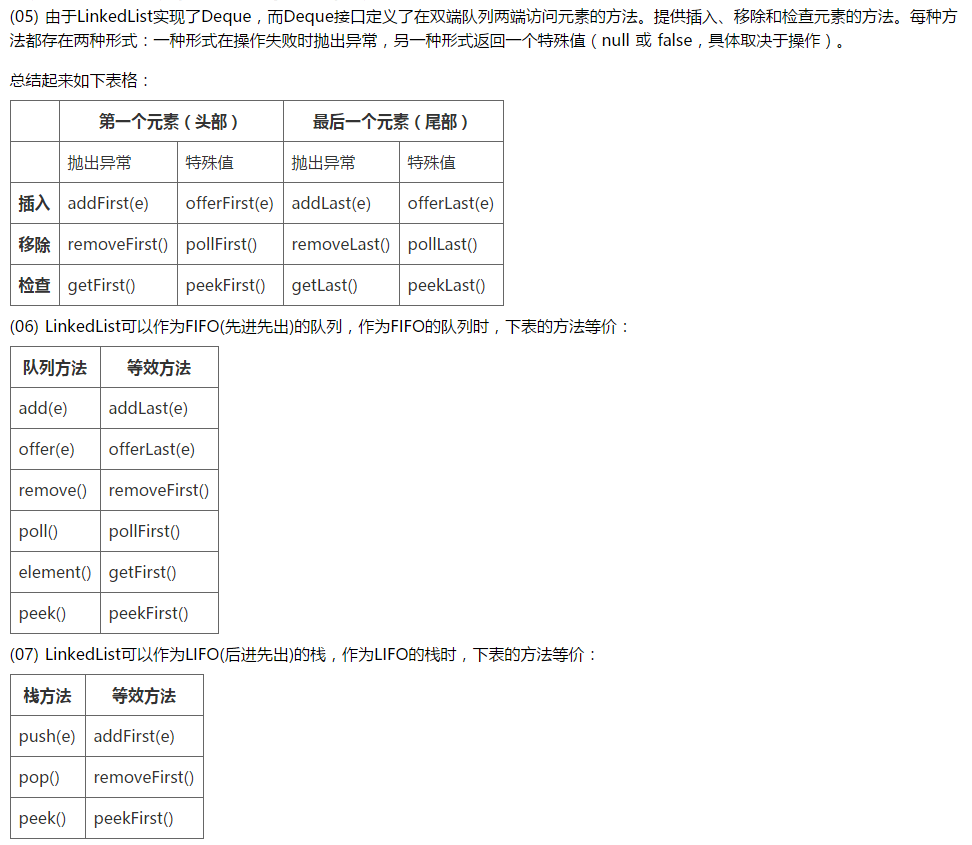 (05) 由于LinkedList实现了Deque，而Deque接口定义了在双端队列两端访问元素的方法。提供插入、移除和检查元素的方法。每种方
法都存在两种形式：一种形式在操作失败时抛出异常，另一种形式返回一个特殊值（null 或 false，具体取决于操作）。
总结起来如下表格：
第一个元素（头部） 最后一个元素（尾部）
抛出异常 特殊值 抛出异常 特殊值
插入 addFirst(e) offerFirst(e) addLast(e) offerLast(e)
移除 removeFirst() pollFirst() removeLast() pollLast()
检查 getFirst() peekFirst() getLast() peekLast()
(06) LinkedList可以作为FIFO(先进先出)的队列，作为FIFO的队列时，下表的方法等价：
队列方法 等效方法
add(e) addLast(e)
offer(e) offerLast(e)
remove() removeFirst()
poll() pollFirst()
element() getFirst()
peek() peekFirst()
(07) LinkedList可以作为LIFO(后进先出)的栈，作为LIFO的栈时，下表的方法等价：
栈方法 等效方法
push(e) addFirst(e)
pop() removeFirst()
peek() peekFirst()